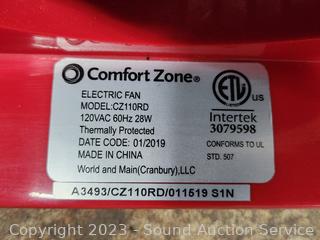 Comfort Zone®
ELECTRIC FAN
MODEL:CZ110RD
120VAC 60Hz 28W
Thermally Protected
DATE CODE: 01/2019
MADE IN CHINA
World and Main(Cranbury),LLC
ETL us
Intertek
3079598
CONFORMS TO UL
STD. 507
A3493/CZ110RD/011519 S1N
Copyright © 2023 - Sound Auction Service